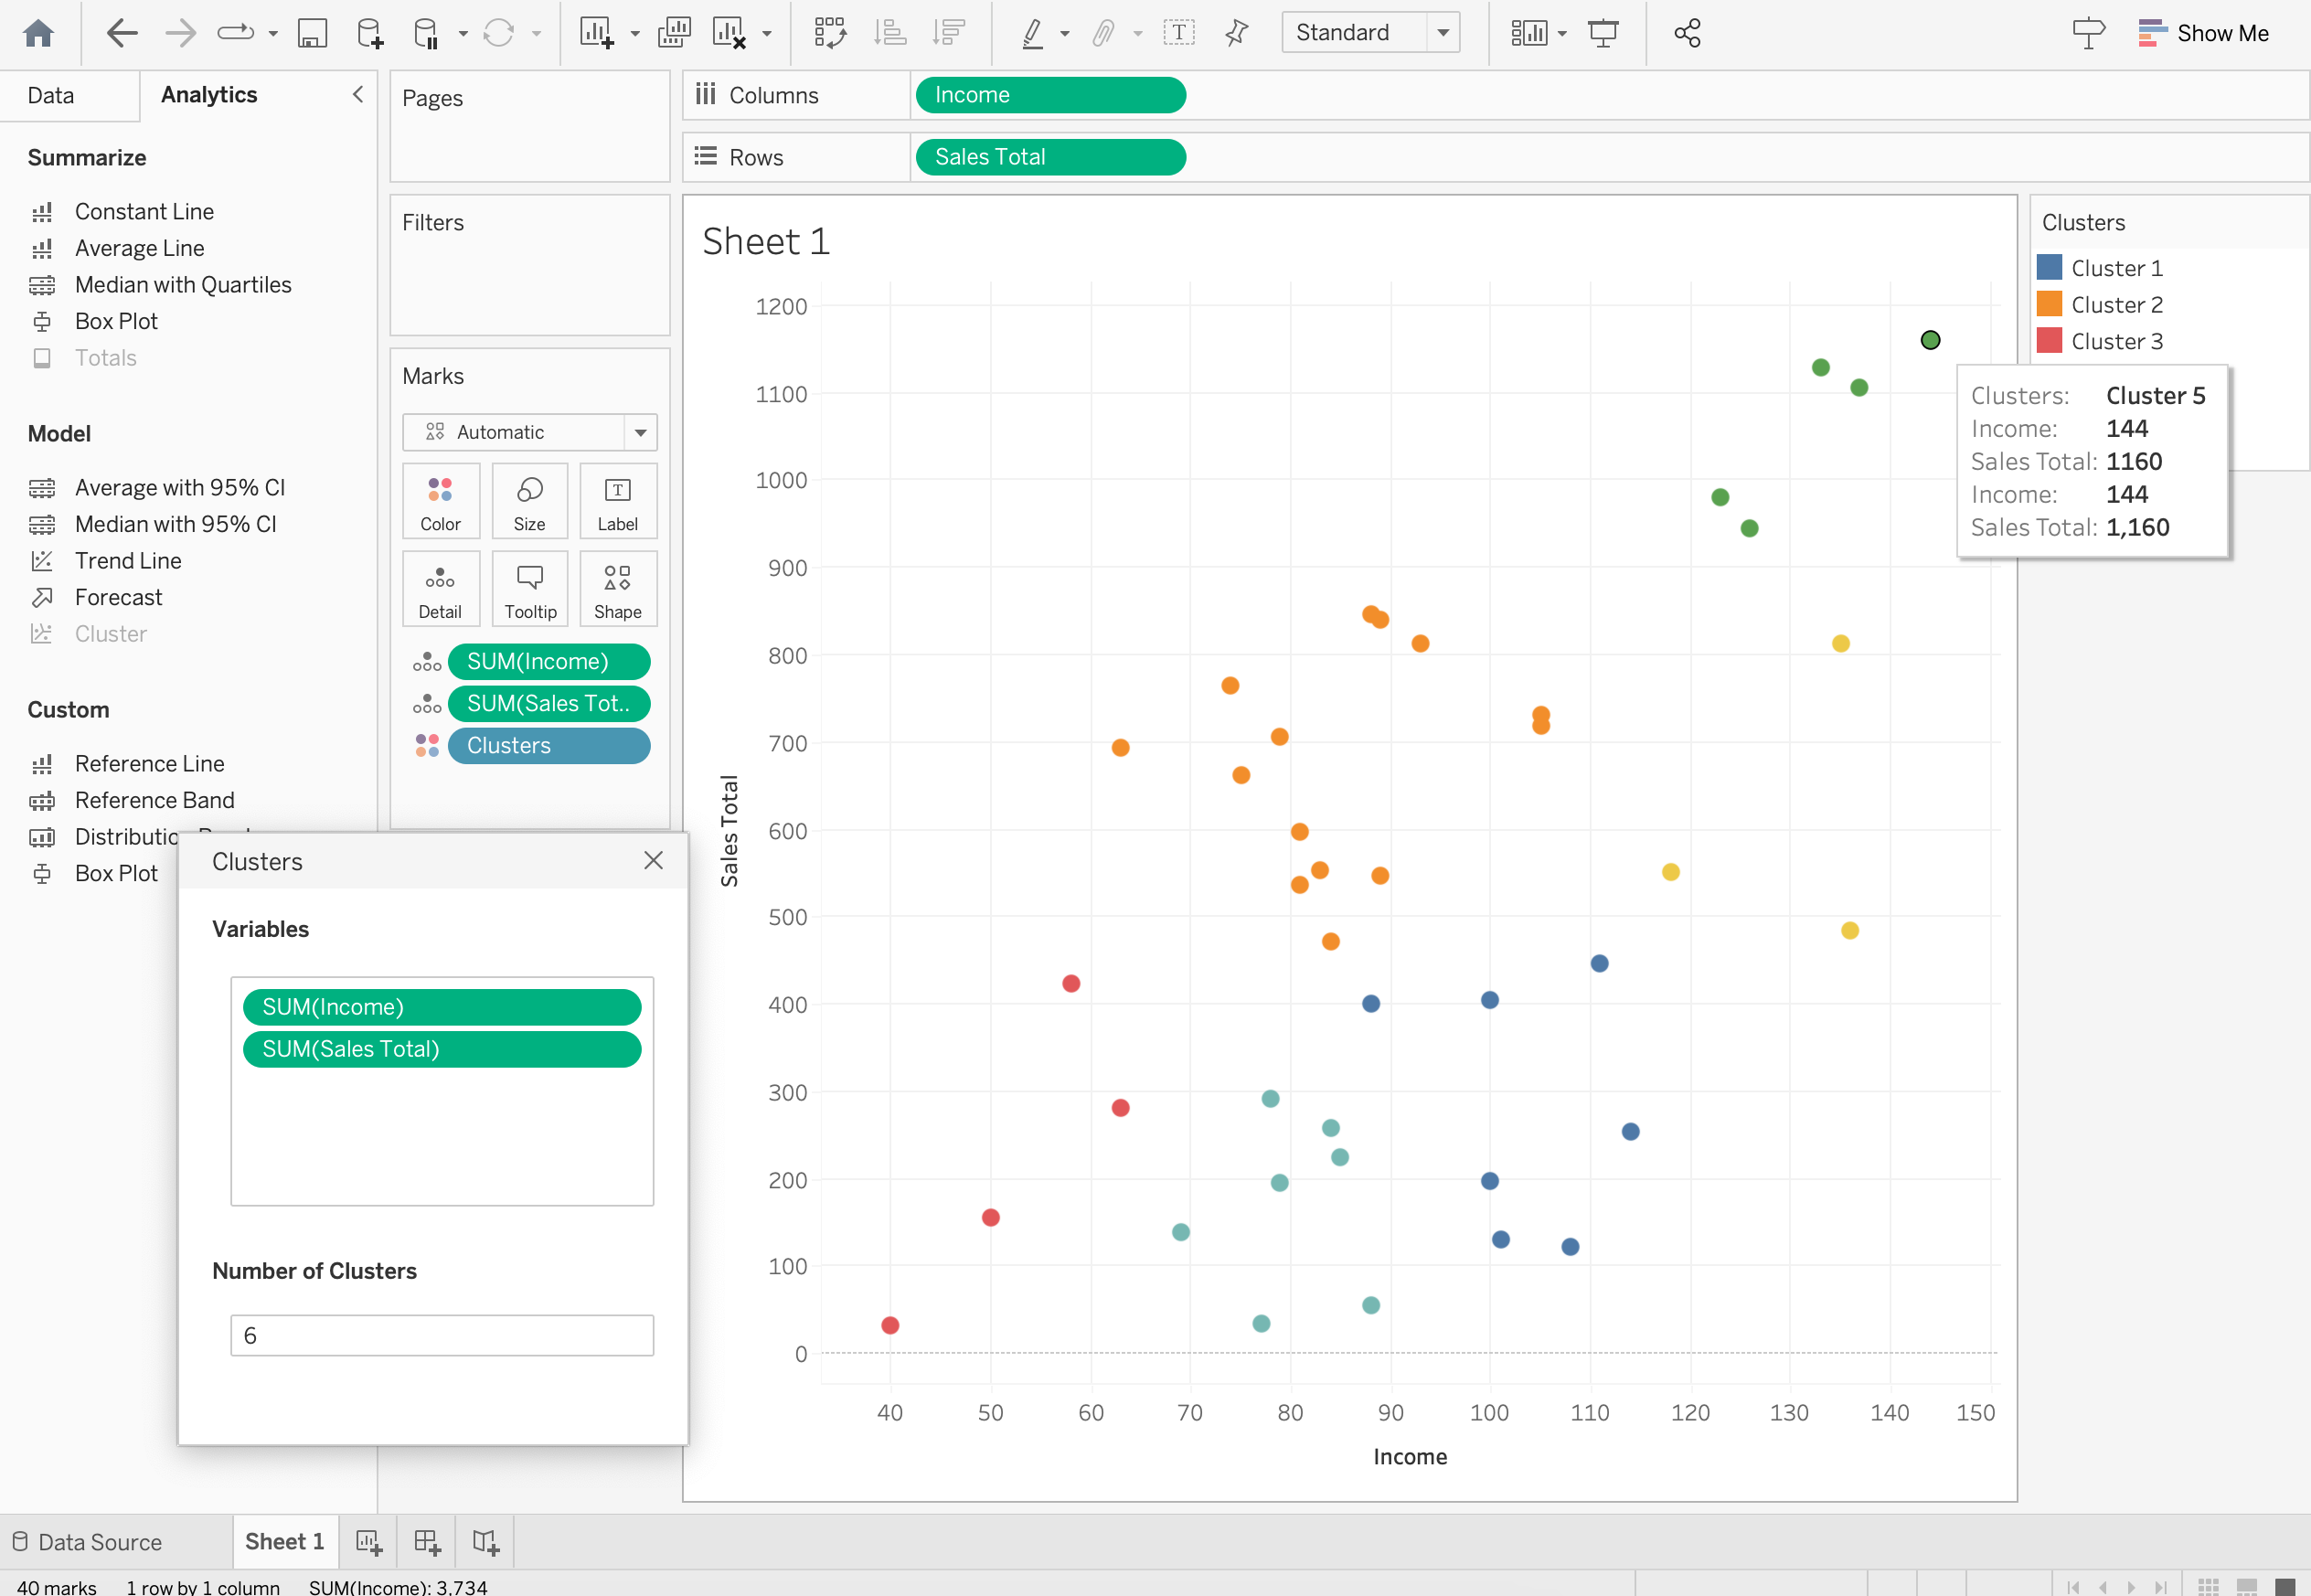 Standard
Show Me
Data
Analytics
Summarize
Constant Line
Average Line
Median with Quartiles
Box Plot
Totals
Model
Average with 95% CI
Median with 95% CI
Trend Line
Forecast
Cluster
Custom
Reference Line
Reference Band
Box Plot
Pages
Filters
Marks
Automatic
Color
Size
T
Label
Detail
Tooltip
Shape
SUM(Income)
SUM(Sales Tot..
Clusters
Columns
Income
Rows
Sales Total
Clusters
Variables
SUM(Income)
SUM(Sales Total)
Number of Clusters
6
Sheet 1
Sales Total
1200
1100
1000
900
800
700
600
500
400
300
200
100
0
40 50 60 70 80 90 100 110 120 130 140 150
Income
Clusters
Cluster 1
Cluster 2
Cluster 3
Clusters: Cluster 5
Income: 144
Sales Total: 1160
Income: 144
Sales Total: 1,160
Data Source
Sheet 1
40 marks 1 row by 1 column SUM(Income): 3,734